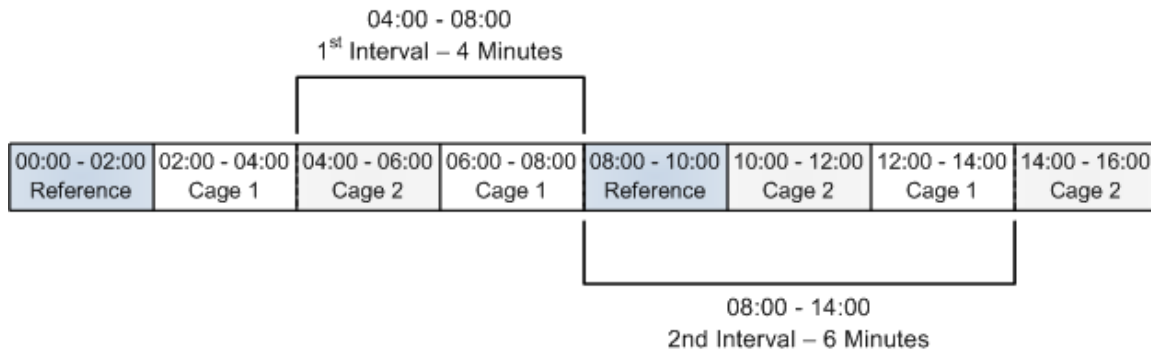 04:00 - 08:00
1st Interval – 4 Minutes
00:00 - 02:00 02:00 - 04:00 04:00 - 06:00 06:00 - 08:00 08:00 - 10:00 10:00 - 12:00 12:00 - 14:00 14:00 - 16:00
Reference Cage 1 Cage 2 Cage 1 Reference Cage 2 Cage 1 Cage 2
08:00 - 14:00
2nd Interval – 6 Minutes